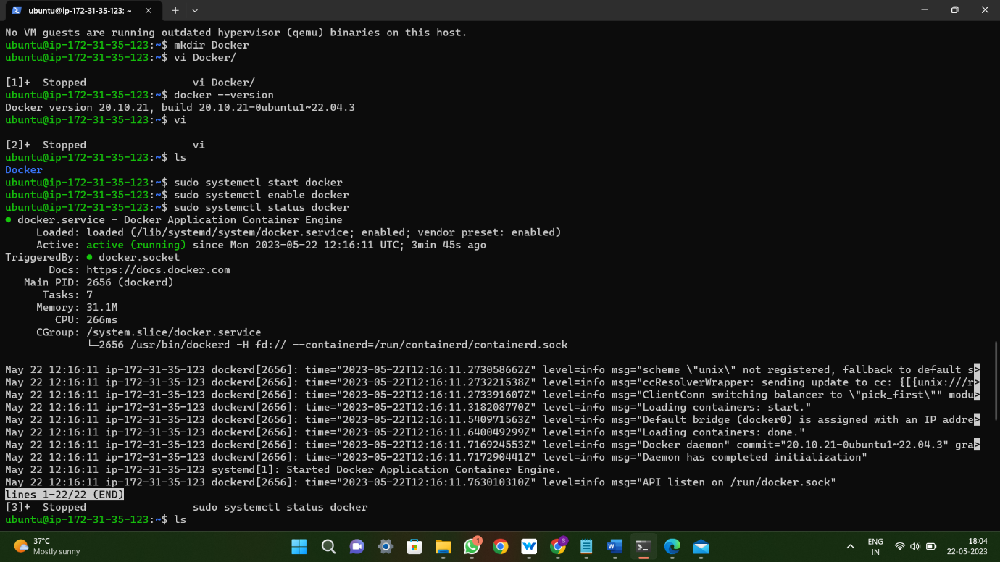 ubuntu@ip-172-31-35-123: ~
No VM guests are running outdated hypervisor (qemu) binaries on this host.
ubuntu@ip-172-31-35-123:~$ mkdir Docker
ubuntu@ip-172-31-35-123:~$ vi Docker/
[1]+  Stopped                 vi Docker/
ubuntu@ip-172-31-35-123:~$ docker --version
Docker version 20.10.21, build 20.10.21-0ubuntu1~22.04.3
ubuntu@ip-172-31-35-123:~$ vi
[2]+  Stopped                 vi
ubuntu@ip-172-31-35-123:~$ ls
Docker
ubuntu@ip-172-31-35-123:~$ sudo systemctl start docker
ubuntu@ip-172-31-35-123:~$ sudo systemctl enable docker
ubuntu@ip-172-31-35-123:~$ sudo systemctl status docker
● docker.service - Docker Application Container Engine
     Loaded: loaded (/lib/systemd/system/docker.service; enabled; vendor preset: enabled)
     Active: active (running) since Mon 2023-05-22 12:16:11 UTC; 3min 45s ago
TriggeredBy: ● docker.socket
       Docs: https://docs.docker.com
   Main PID: 2656 (dockerd)
      Tasks: 7
     Memory: 31.1M
        CPU: 266ms
     CGroup: /system.slice/docker.service
             └─2656 /usr/bin/dockerd -H fd:// --containerd=/run/containerd/containerd.sock
May 22 12:16:11 ip-172-31-35-123 dockerd[2656]: time="2023-05-22T12:16:11.273058662Z" level=info msg="scheme \"unix\" not registered, fallback to default s>
May 22 12:16:11 ip-172-31-35-123 dockerd[2656]: time="2023-05-22T12:16:11.273221538Z" level=info msg="ccResolverWrapper: sending update to cc: {[{unix:///r>
May 22 12:16:11 ip-172-31-35-123 dockerd[2656]: time="2023-05-22T12:16:11.273391607Z" level=info msg="ClientConn switching balancer to \"pick_first\"" modu>
May 22 12:16:11 ip-172-31-35-123 dockerd[2656]: time="2023-05-22T12:16:11.318208770Z" level=info msg="Loading containers: start."
May 22 12:16:11 ip-172-31-35-123 dockerd[2656]: time="2023-05-22T12:16:11.540971563Z" level=info msg="Default bridge (docker0) is assigned with an IP addre>
May 22 12:16:11 ip-172-31-35-123 dockerd[2656]: time="2023-05-22T12:16:11.640049299Z" level=info msg="Loading containers: done."
May 22 12:16:11 ip-172-31-35-123 dockerd[2656]: time="2023-05-22T12:16:11.716924553Z" level=info msg="Docker daemon" commit="20.10.21-0ubuntu1~22.04.3" gra>
May 22 12:16:11 ip-172-31-35-123 dockerd[2656]: time="2023-05-22T12:16:11.717290441Z" level=info msg="Daemon has completed initialization"
May 22 12:16:11 ip-172-31-35-123 systemd[1]: Started Docker Application Container Engine.
May 22 12:16:11 ip-172-31-35-123 dockerd[2656]: time="2023-05-22T12:16:11.763010310Z" level=info msg="API listen on /run/docker.sock"
lines 1-22/22 (END)
[3]+  Stopped                 sudo systemctl status docker
ubuntu@ip-172-31-35-123:~$ ls
37°C
Mostly sunny
1
S
ENG
IN
18:04
22-05-2023